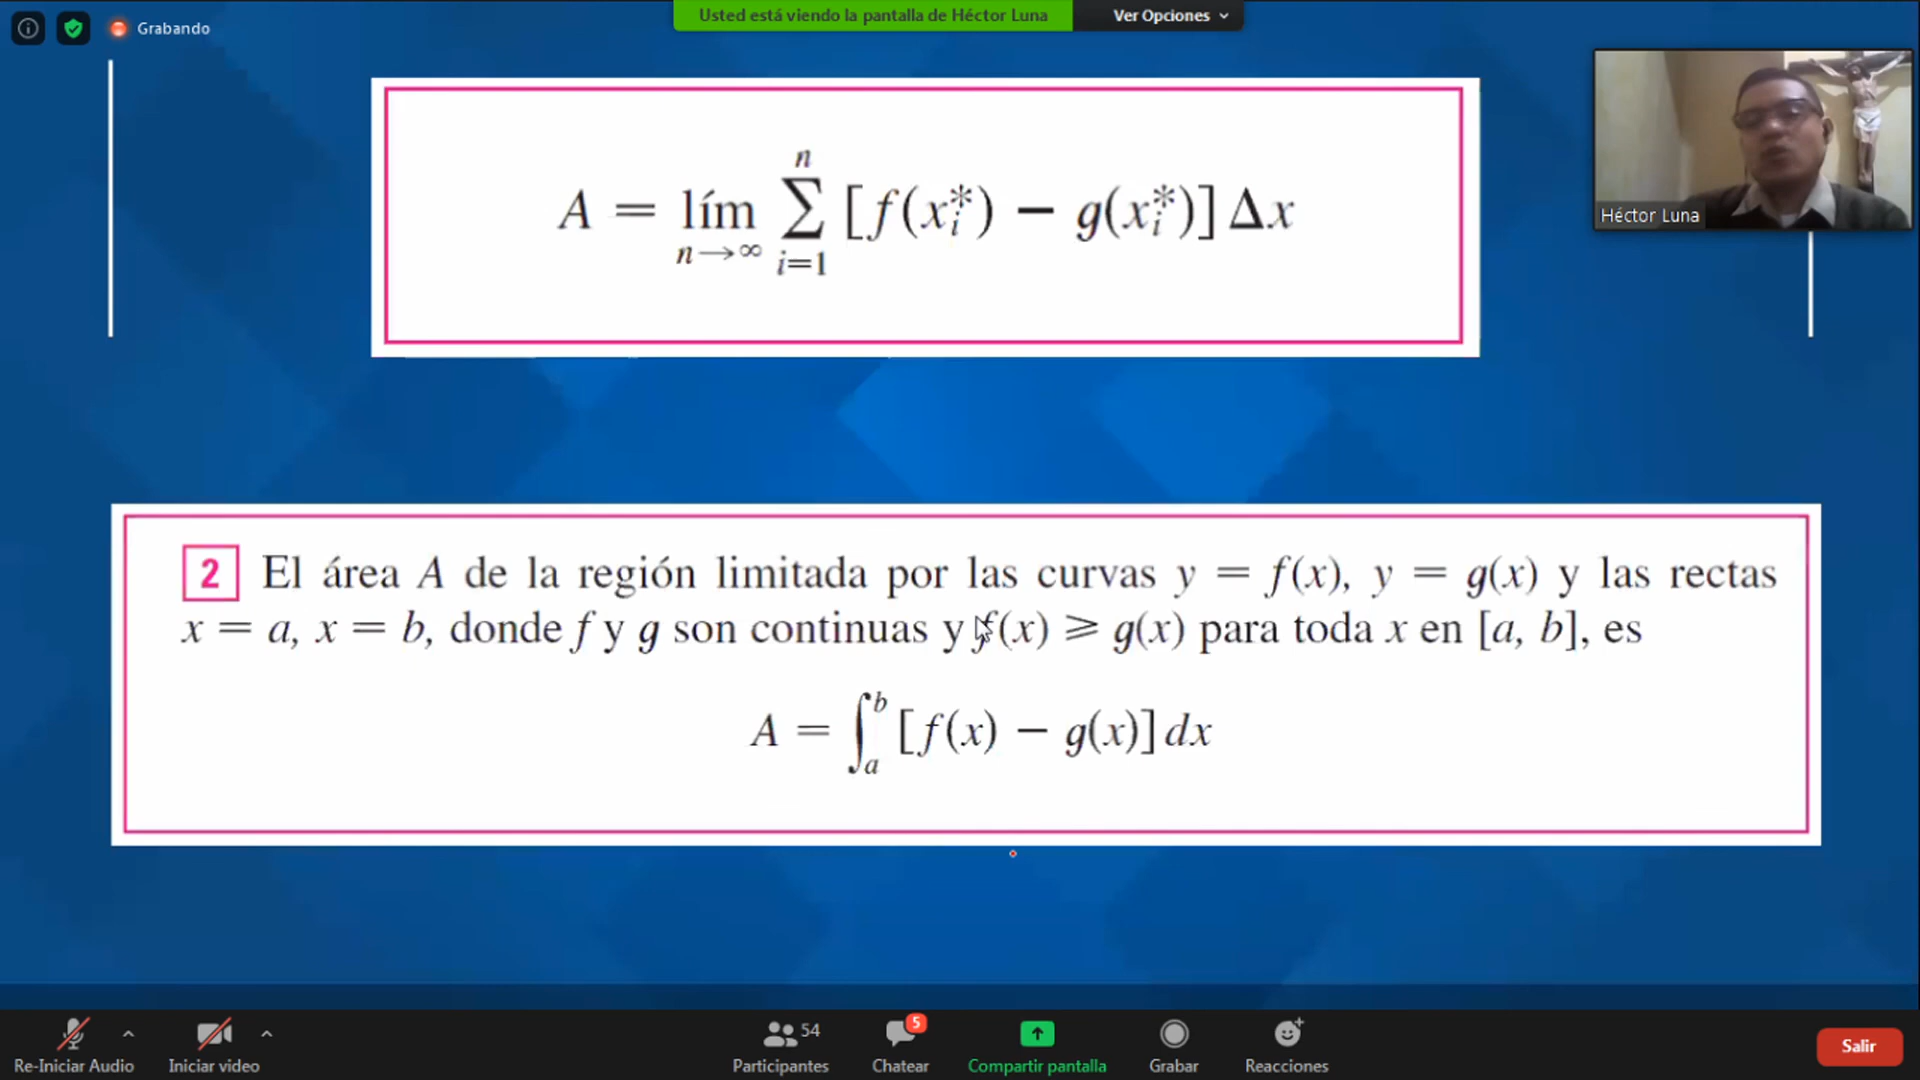 Grabando
Usted está viendo la pantalla de Héctor Luna
Ver Opciones
Héctor Luna
A = lím n→∞ ∑ i=1 n [f(x_i^*) − g(x_i^*)] Δx
2 El área A de la región limitada por las curvas y = f(x), y = g(x) y las rectas
x = a, x = b, donde f y g son continuas y f(x) ⩾ g(x) para toda x en [a, b], es
A = ∫_a^b [f(x) − g(x)] dx
Re-Iniciar Audio
Iniciar video
54
Participantes
5
Chatear
Compartir pantalla
Grabar
Reacciones
Salir